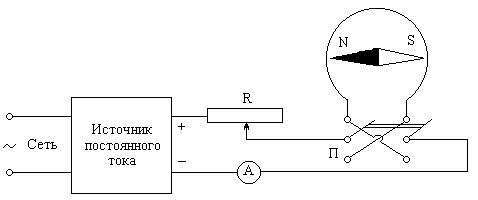 N S
R
Источник
постоянного
тока
+
−
~ Сеть
П
A